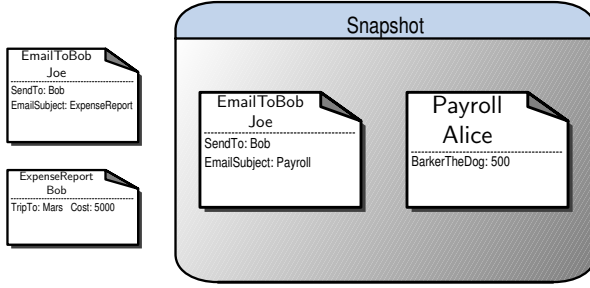 EmailToBob
Joe
SendTo: Bob
EmailSubject: ExpenseReport
ExpenseReport
Bob
TripTo: Mars Cost: 5000
Snapshot
EmailToBob
Joe
SendTo: Bob
EmailSubject: Payroll
Payroll
Alice
BarkerTheDog: 500